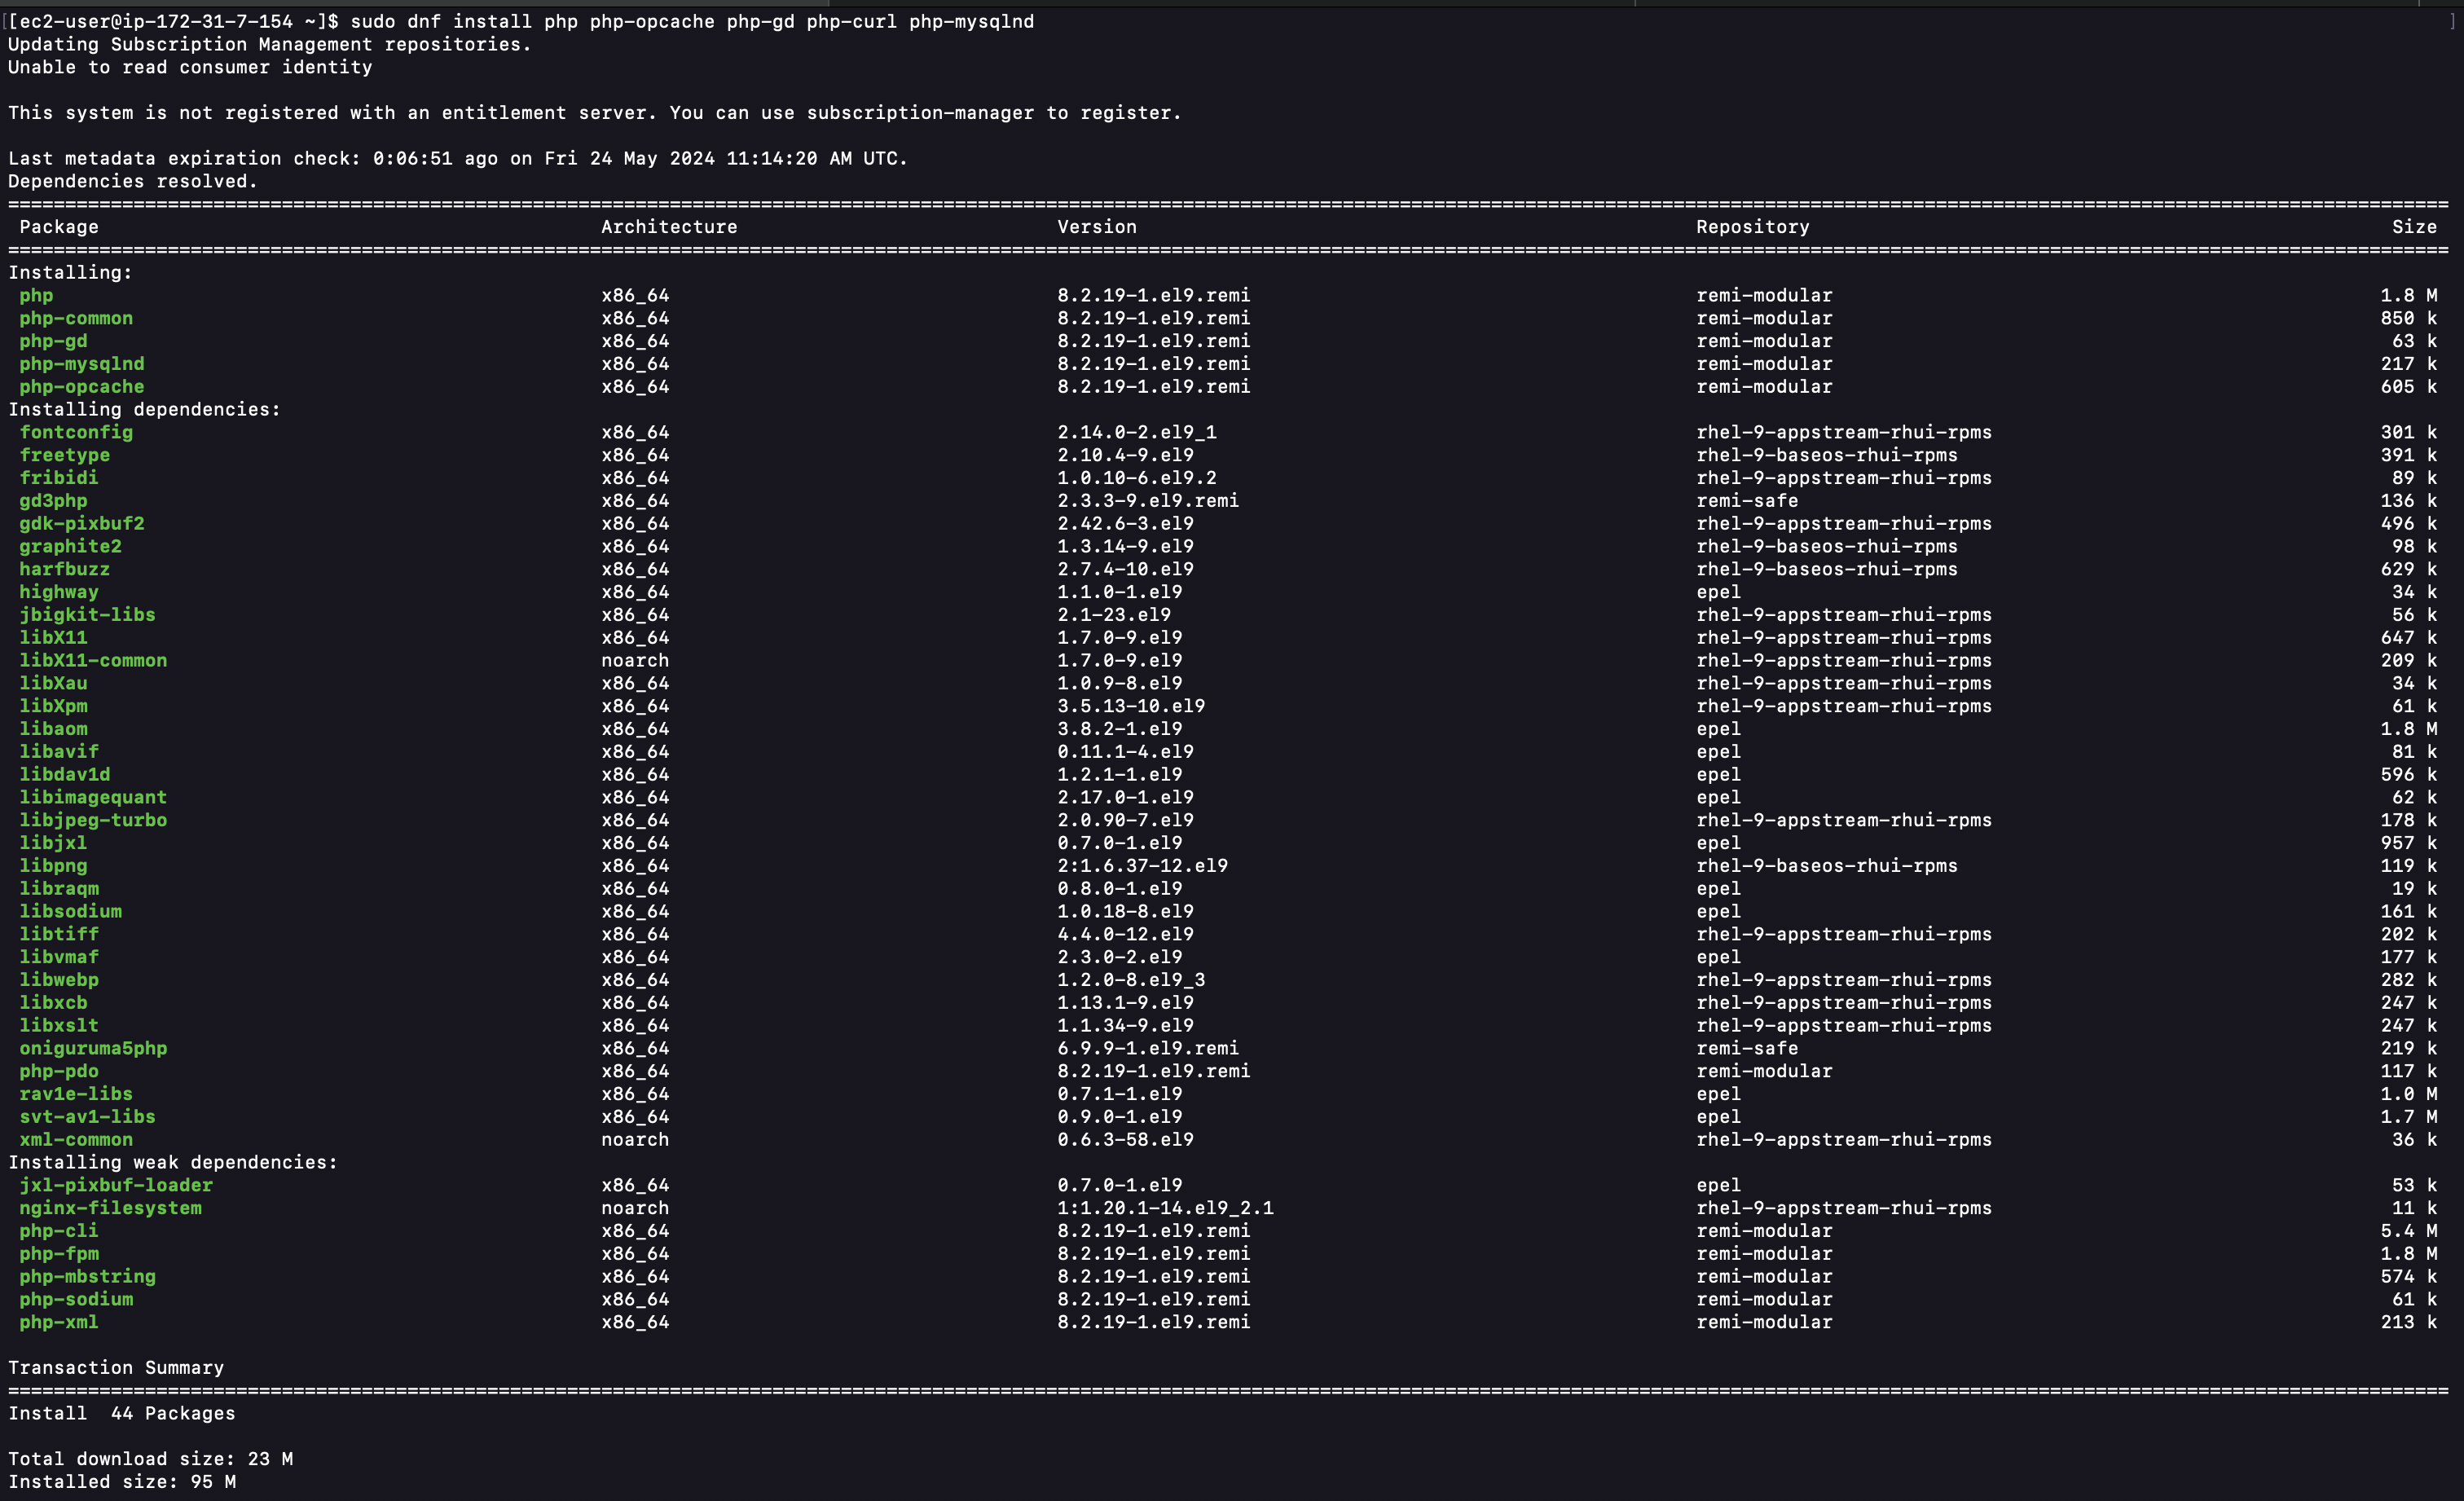 [[ec2-user@ip-172-31-7-154 ~]$ sudo dnf install php php-opcache php-gd php-curl php-mysqlnd ]
Updating Subscription Management repositories.
Unable to read consumer identity
This system is not registered with an entitlement server. You can use subscription-manager to register.
Last metadata expiration check: 0:06:51 ago on Fri 24 May 2024 11:14:20 AM UTC.
Dependencies resolved.
Package Architecture Version Repository Size
Installing:
php x86_64 8.2.19-1.el9.remi remi-modular 1.8 M
php-common x86_64 8.2.19-1.el9.remi remi-modular 850 k
php-gd x86_64 8.2.19-1.el9.remi remi-modular 63 k
php-mysqlnd x86_64 8.2.19-1.el9.remi remi-modular 217 k
php-opcache x86_64 8.2.19-1.el9.remi remi-modular 605 k
Installing dependencies:
fontconfig x86_64 2.14.0-2.el9_1 rhel-9-appstream-rhui-rpms 301 k
freetype x86_64 2.10.4-9.el9 rhel-9-baseos-rhui-rpms 391 k
fribidi x86_64 1.0.10-6.el9.2 rhel-9-appstream-rhui-rpms 89 k
gd3php x86_64 2.3.3-9.el9.remi remi-safe 136 k
gdk-pixbuf2 x86_64 2.42.6-3.el9 rhel-9-appstream-rhui-rpms 496 k
graphite2 x86_64 1.3.14-9.el9 rhel-9-baseos-rhui-rpms 98 k
harfbuzz x86_64 2.7.4-10.el9 rhel-9-baseos-rhui-rpms 629 k
highway x86_64 1.1.0-1.el9 epel 34 k
jbigkit-libs x86_64 2.1-23.el9 rhel-9-appstream-rhui-rpms 56 k
libX11 x86_64 1.7.0-9.el9 rhel-9-appstream-rhui-rpms 647 k
libX11-common noarch 1.7.0-9.el9 rhel-9-appstream-rhui-rpms 209 k
libXau x86_64 1.0.9-8.el9 rhel-9-appstream-rhui-rpms 34 k
libXpm x86_64 3.5.13-10.el9 rhel-9-appstream-rhui-rpms 61 k
libaom x86_64 3.8.2-1.el9 epel 1.8 M
libavif x86_64 0.11.1-4.el9 epel 81 k
libdav1d x86_64 1.2.1-1.el9 epel 596 k
libimagequant x86_64 2.17.0-1.el9 epel 62 k
libjpeg-turbo x86_64 2.0.90-7.el9 rhel-9-appstream-rhui-rpms 178 k
libjxl x86_64 0.7.0-1.el9 epel 957 k
libpng x86_64 2:1.6.37-12.el9 rhel-9-baseos-rhui-rpms 119 k
libraqm x86_64 0.8.0-1.el9 epel 19 k
libsodium x86_64 1.0.18-8.el9 epel 161 k
libtiff x86_64 4.4.0-12.el9 rhel-9-appstream-rhui-rpms 202 k
libvmaf x86_64 2.3.0-2.el9 epel 177 k
libwebp x86_64 1.2.0-8.el9_3 rhel-9-appstream-rhui-rpms 282 k
libxcb x86_64 1.13.1-9.el9 rhel-9-appstream-rhui-rpms 247 k
libxslt x86_64 1.1.34-9.el9 rhel-9-appstream-rhui-rpms 247 k
oniguruma5php x86_64 6.9.9-1.el9.remi remi-safe 219 k
php-pdo x86_64 8.2.19-1.el9.remi remi-modular 117 k
rav1e-libs x86_64 0.7.1-1.el9 epel 1.0 M
svt-av1-libs x86_64 0.9.0-1.el9 epel 1.7 M
xml-common noarch 0.6.3-58.el9 rhel-9-appstream-rhui-rpms 36 k
Installing weak dependencies:
jxl-pixbuf-loader x86_64 0.7.0-1.el9 epel 53 k
nginx-filesystem noarch 1:1.20.1-14.el9_2.1 rhel-9-appstream-rhui-rpms 11 k
php-cli x86_64 8.2.19-1.el9.remi remi-modular 5.4 M
php-fpm x86_64 8.2.19-1.el9.remi remi-modular 1.8 M
php-mbstring x86_64 8.2.19-1.el9.remi remi-modular 574 k
php-sodium x86_64 8.2.19-1.el9.remi remi-modular 61 k
php-xml x86_64 8.2.19-1.el9.remi remi-modular 213 k
Transaction Summary
Install 44 Packages
Total download size: 23 M
Installed size: 95 M